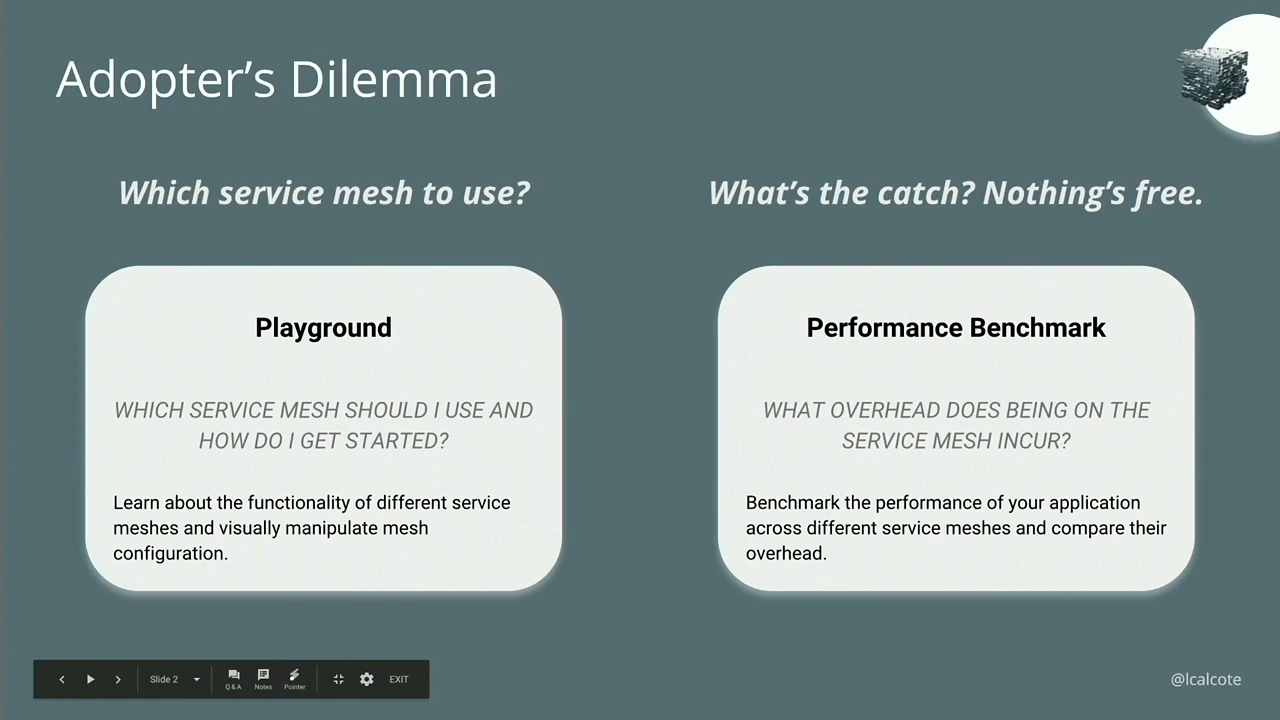 Adopter's Dilemma
Which service mesh to use?
What's the catch? Nothing's free.
Playground
WHICH SERVICE MESH SHOULD I USE AND
HOW DO I GET STARTED?
Learn about the functionality of different service
meshes and visually manipulate mesh
configuration.
Performance Benchmark
WHAT OVERHEAD DOES BEING ON THE
SERVICE MESH INCUR?
Benchmark the performance of your application
across different service meshes and compare their
overhead.
Slide 2
Q & A
Notes
Pointer
EXIT
@lcalcote